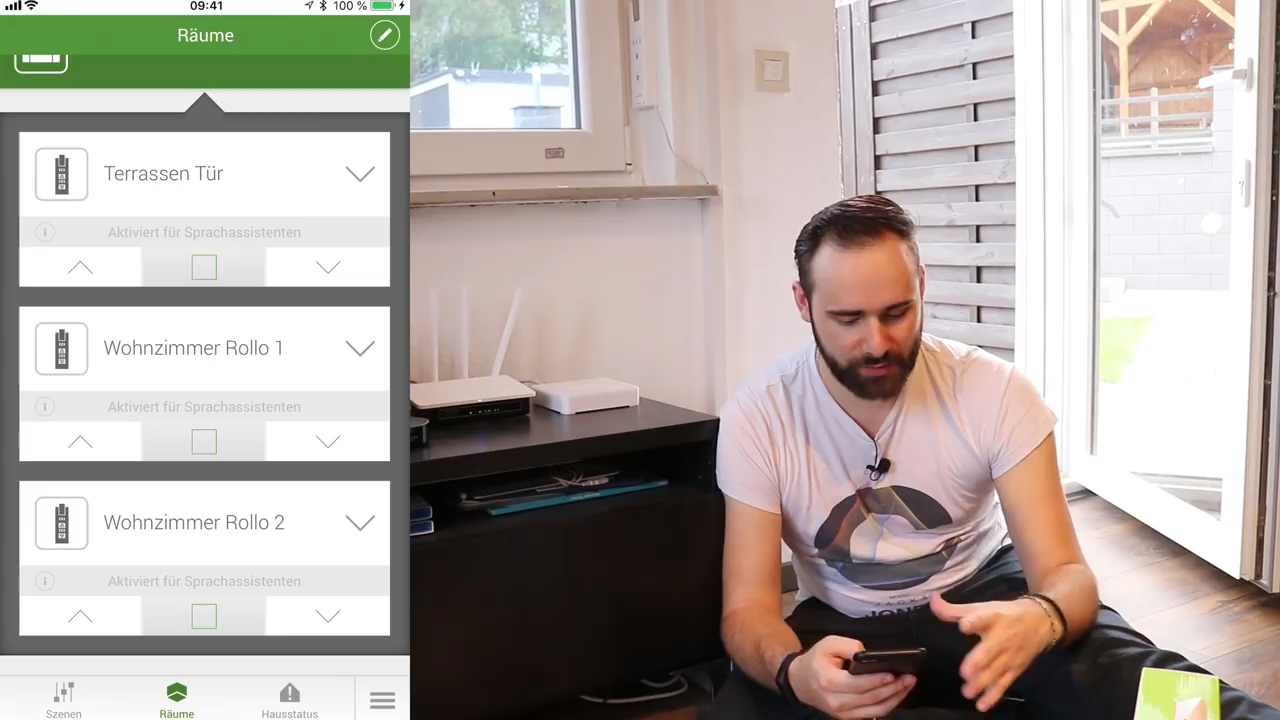 09:41
100 %
Räume
Terrassen Tür
Aktiviert für Sprachassistenten
Wohnzimmer Rollo 1
Aktiviert für Sprachassistenten
Wohnzimmer Rollo 2
Aktiviert für Sprachassistenten
Szenen
Räume
Hausstatus
JACKA